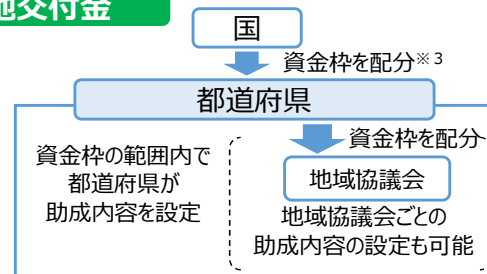 地交付金
国
資金枠を配分※3
都道府県
資金枠を配分
資金枠の範囲内で
都道府県が
助成内容を設定
地域協議会
地域協議会ごとの
助成内容の設定も可能